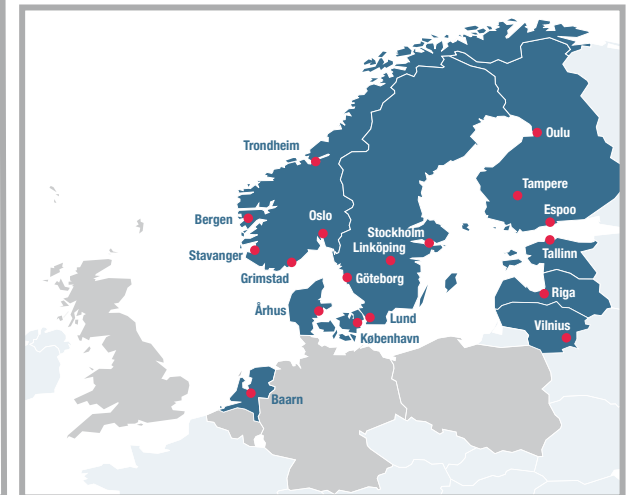 Oulu
Trondheim
Tampere
Espoo
Bergen
Oslo
Stockholm
Linköping
Stavanger
Tallinn
Grimstad
Göteborg
Riga
Århus
Lund
Vilnius
København
Baarn